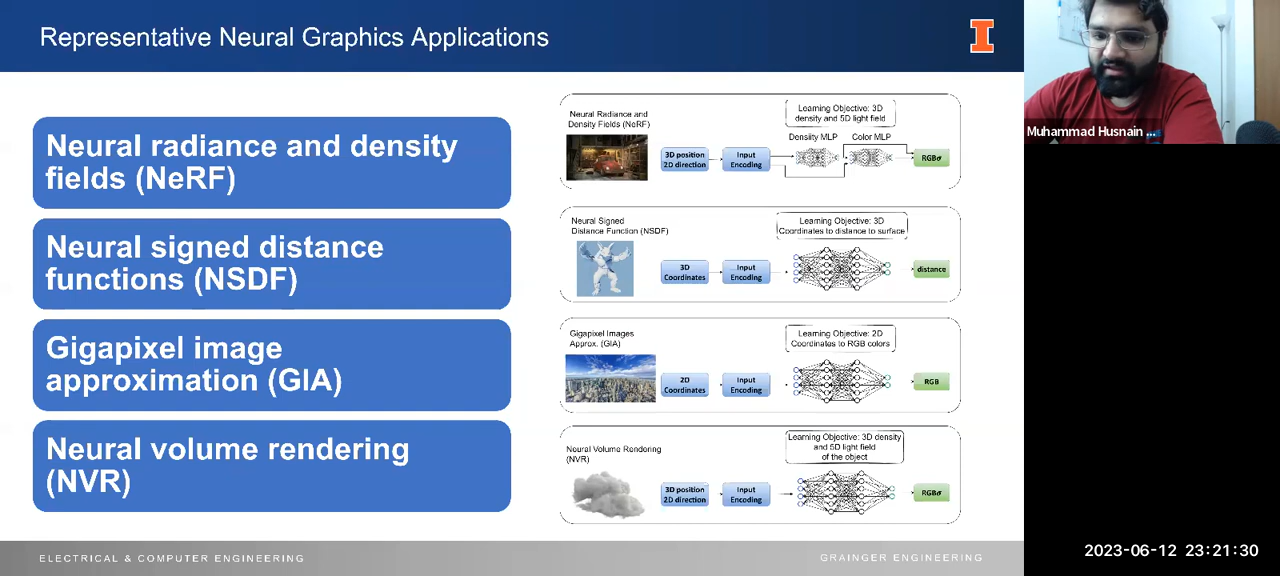 Representative Neural Graphics Applications
I
Neural radiance and density
fields (NeRF)
Neural signed distance
functions (NSDF)
Gigapixel image
approximation (GIA)
Neural volume rendering
(NVR)
Neural Radiance and
Density Fields (NeRF)
Learning Objective: 3D
density and 5D light field
Density MLP
Color MLP
3D position
2D direction
Input
Encoding
RGBσ
Neural Signed
Distance Function (NSDF)
Learning Objective: 3D
Coordinates to distance to surface
3D
Coordinates
Input
Encoding
distance
Gigapixel Images
Approx. (GIA)
Learning Objective: 2D
Coordinates to RGB colors
2D
Coordinates
Input
Encoding
RGB
Neural Volume Rendering
(NVR)
Learning Objective: 3D density
and 5D light field
of the object
3D position
2D direction
Input
Encoding
RGBσ
ELECTRICAL & COMPUTER ENGINEERING
GRAINGER ENGINEERING
Muhammad Husnain ...
2023-06-12 23:21:30